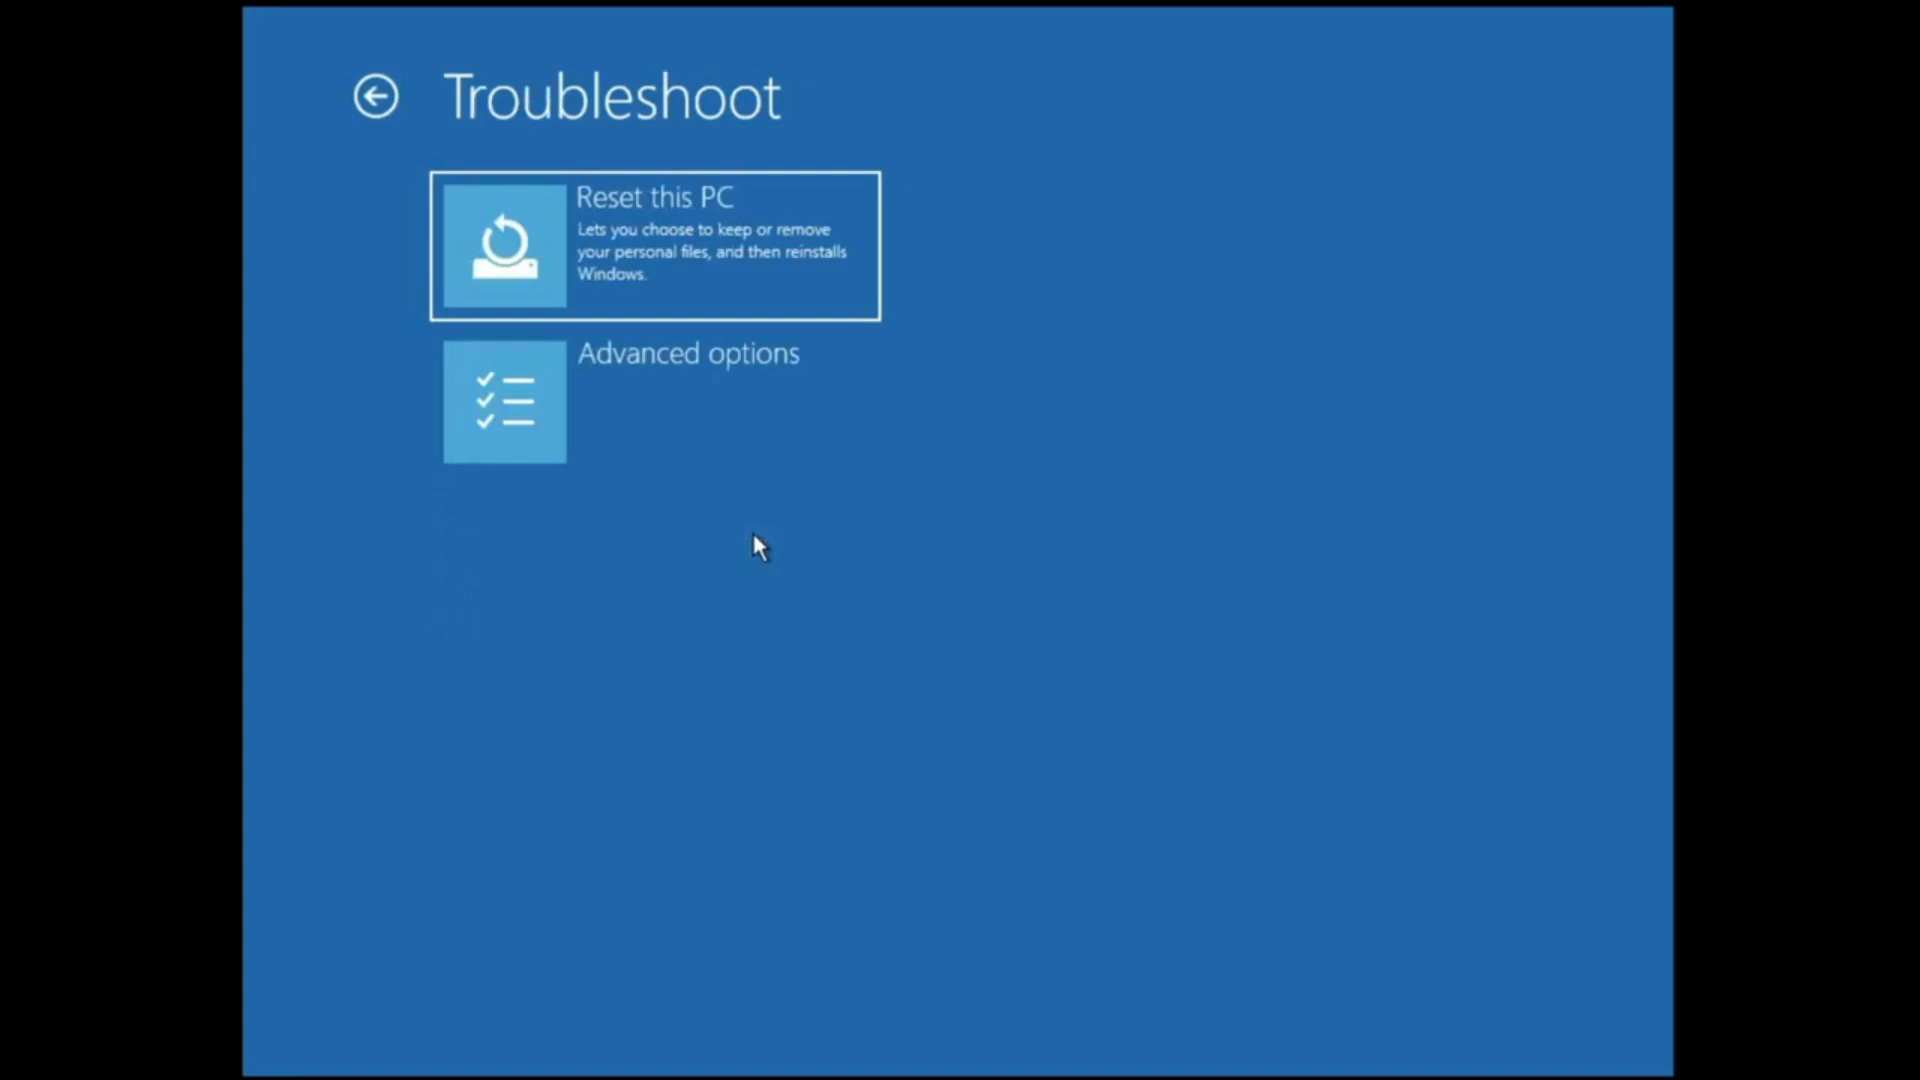 Troubleshoot
Reset this PC
Lets you choose to keep or remove
your personal files, and then reinstalls
Windows.
Advanced options